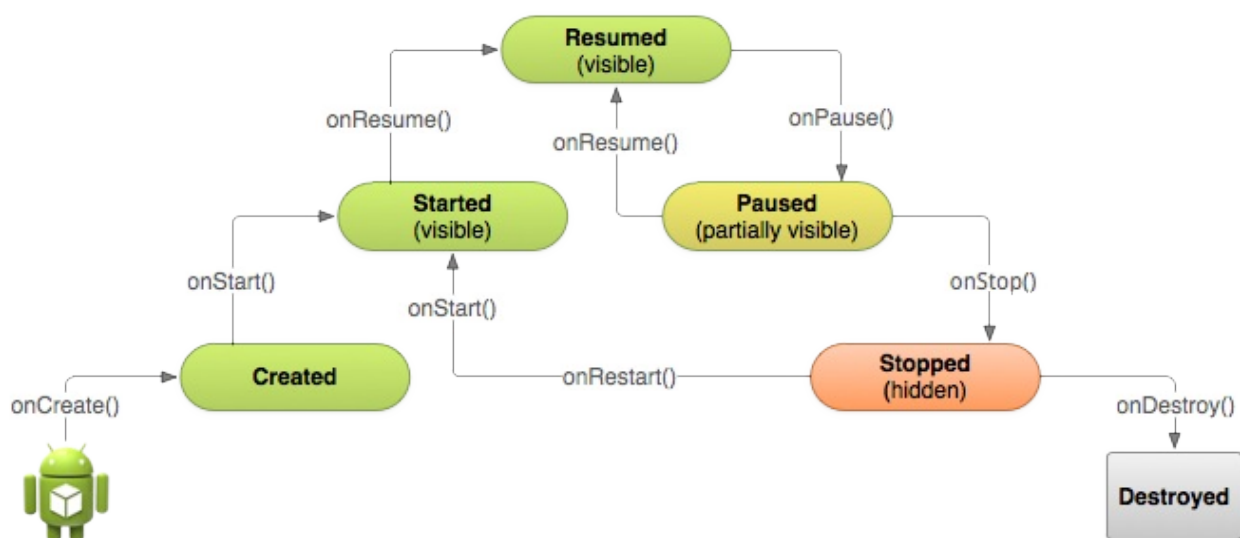 Resumed
(visible)
onResume()
onResume()
onPause()
Started
(visible)
Paused
(partially visible)
onStart()
onStart()
onStop()
Created
onRestart()
Stopped
(hidden)
onCreate()
onDestroy()
Destroyed